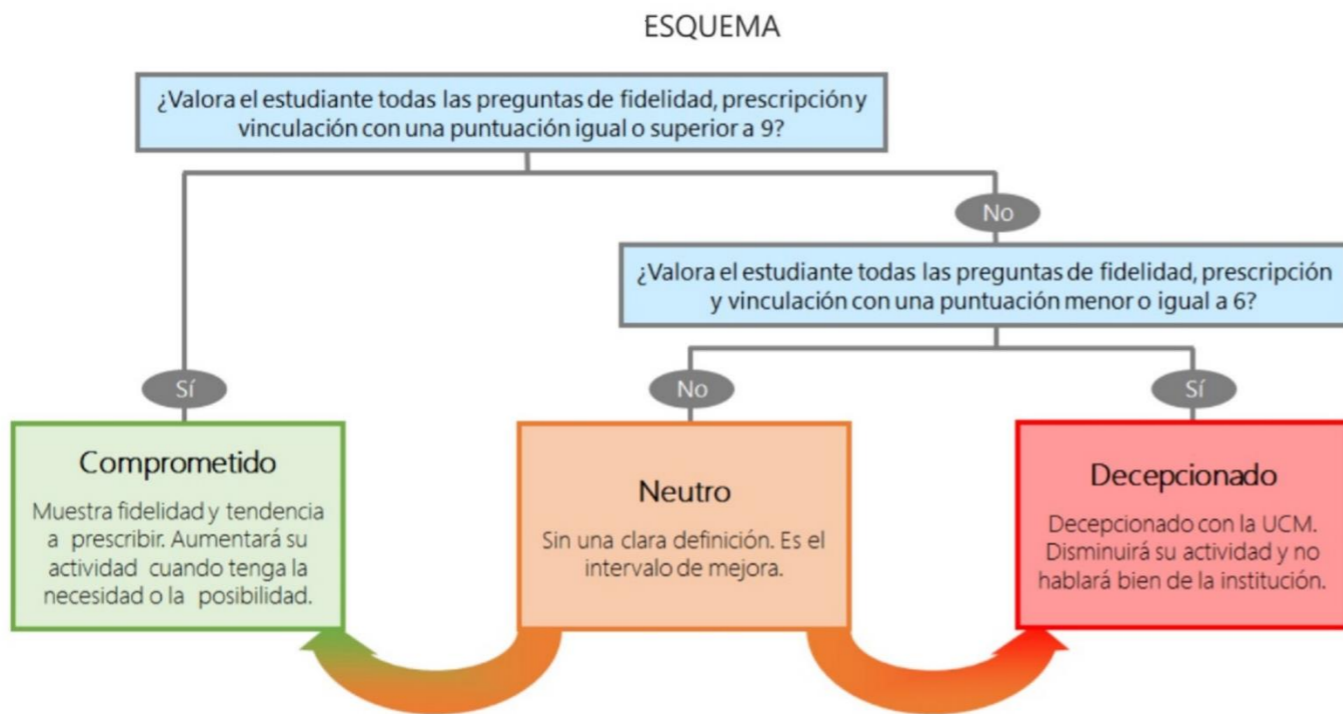 ESQUEMA
¿Valora el estudiante todas las preguntas de fidelidad, prescripción y
vinculación con una puntuación igual o superior a 9?
No
¿Valora el estudiante todas las preguntas de fidelidad, prescripción
y vinculación con una puntuación menor o igual a 6?
Sí
No
Sí
Comprometido
Muestra fidelidad y tendencia
a prescribir. Aumentará su
actividad cuando tenga la
necesidad o la posibilidad.
Neutro
Sin una clara definición. Es el
intervalo de mejora.
Decepcionado
Decepcionado con la UCM.
Disminuirá su actividad y no
hablará bien de la institución.